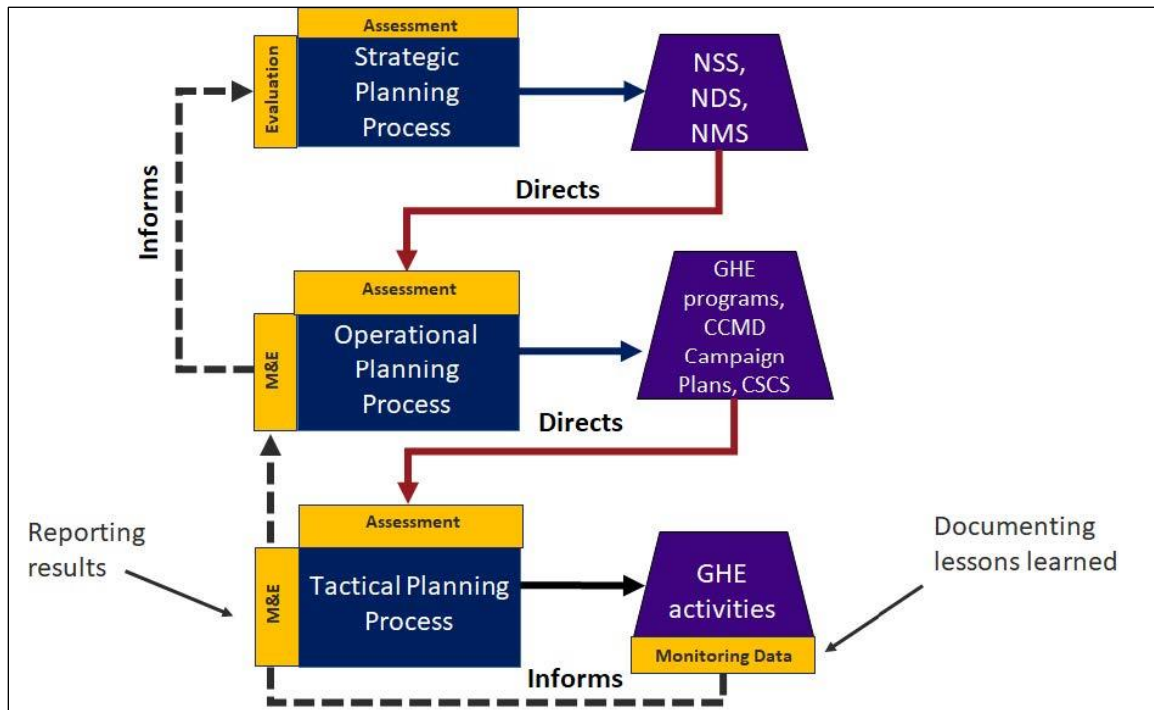 Assessment
Evaluation
Strategic
Planning
Process
NSS,
NDS,
NMS
Directs
Informs
Assessment
M&E
Operational
Planning
Process
GHE
programs,
CCMD
Campaign
Plans, CSCS
Directs
Reporting
results
Assessment
M&E
Tactical Planning
Process
GHE
activities
Monitoring Data
Documenting
lessons learned
Informs